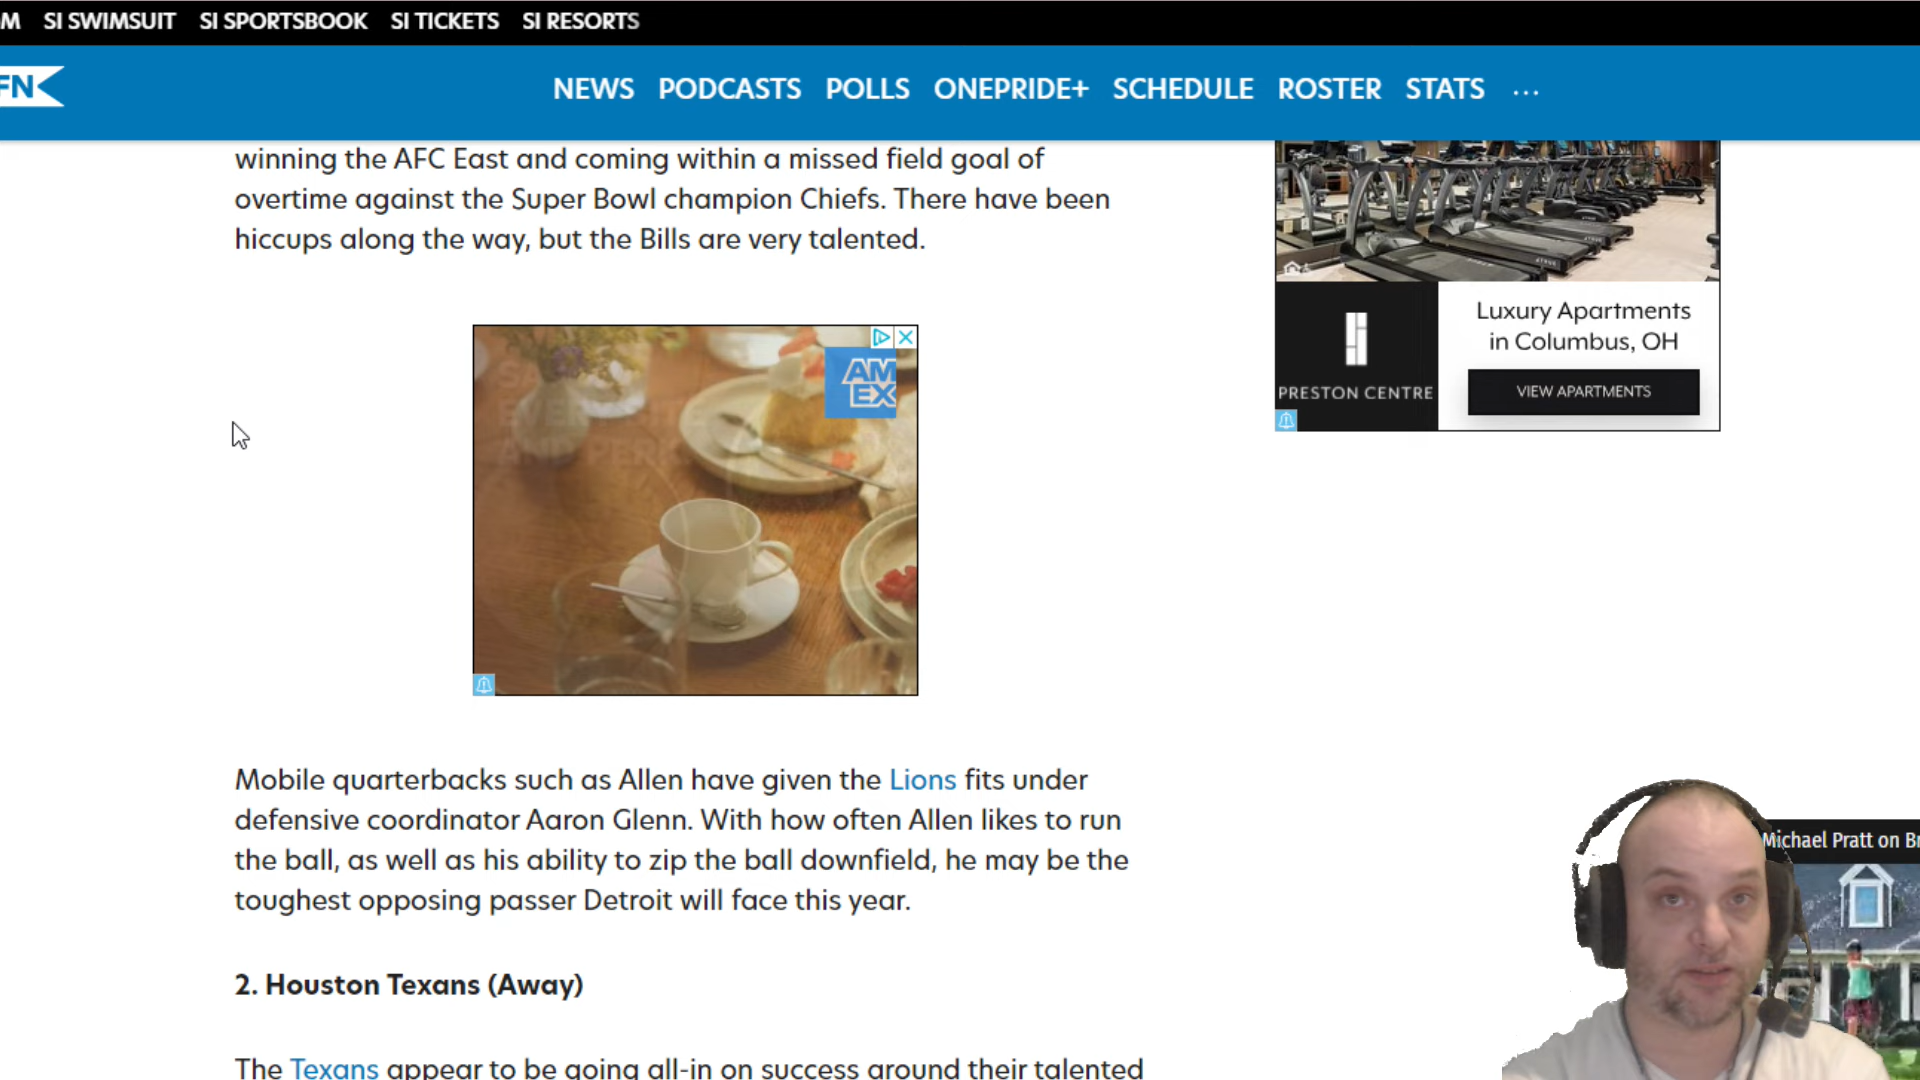 M SI SWIMSUIT SI SPORTSBOOK SI TICKETS SI RESORTS
FN
NEWS PODCASTS POLLS ONEPRIDE+ SCHEDULE ROSTER STATS ...
winning the AFC East and coming within a missed field goal of
overtime against the Super Bowl champion Chiefs. There have been
hiccups along the way, but the Bills are very talented.
AM
EX
Luxury Apartments
in Columbus, OH
PRESTON CENTRE
VIEW APARTMENTS
Mobile quarterbacks such as Allen have given the Lions fits under
defensive coordinator Aaron Glenn. With how often Allen likes to run
the ball, as well as his ability to zip the ball downfield, he may be the
toughest opposing passer Detroit will face this year.
Michael Pratt on Br
2. Houston Texans (Away)
The Texans appear to be going all-in on success around their talented